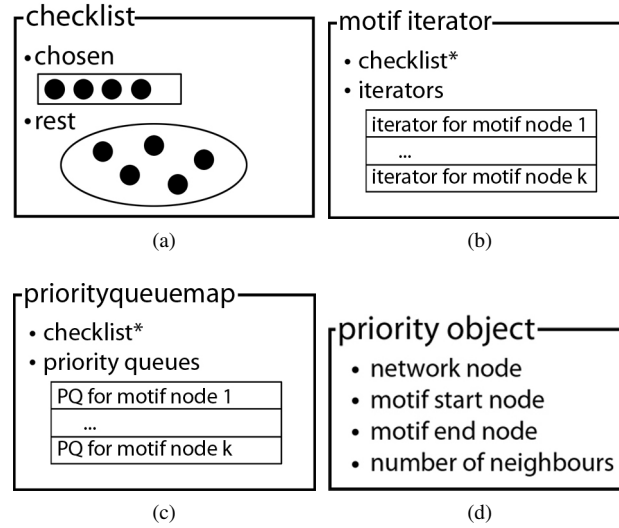 checklist
• chosen
• rest
(a)
motif iterator
• checklist*
• iterators
iterator for motif node 1
...
iterator for motif node k
(b)
priorityqueuemap
• checklist*
• priority queues
PQ for motif node 1
...
PQ for motif node k
(c)
priority object
• network node
• motif start node
• motif end node
• number of neighbours
(d)